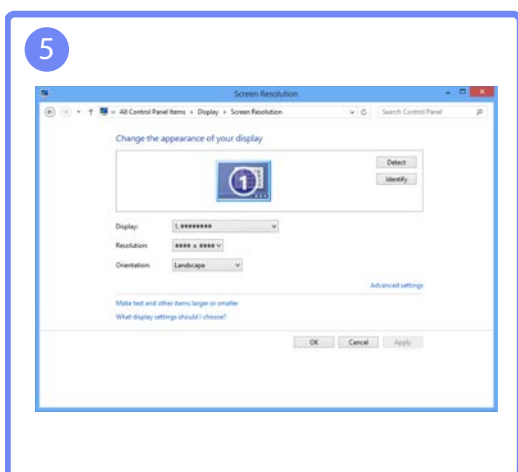 5
Screen Resolution
All Control Panel Items Display Screen Resolution
Search Control Panel
Change the appearance of your display
1
Detect
Identify
Display: 1. ********
Resolution: **** x ****
Orientation: Landscape
Advanced settings
Make text and other items larger or smaller
What display settings should I choose?
OK Cancel Apply